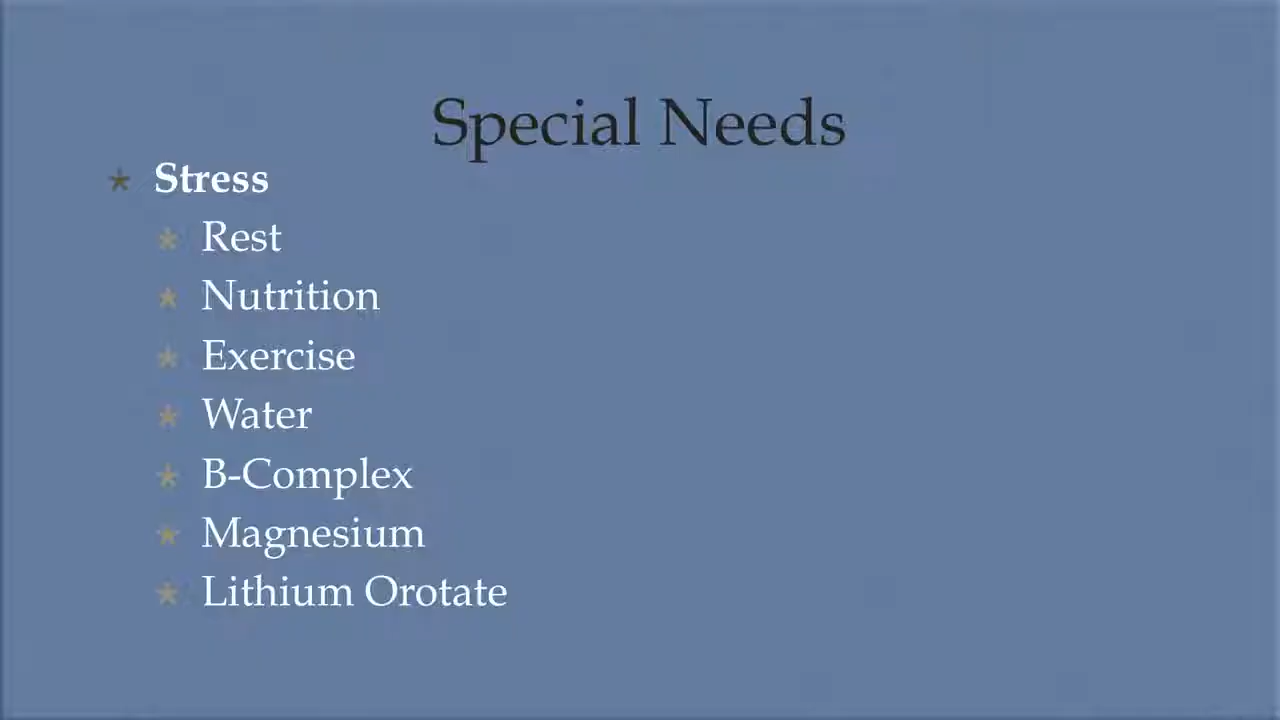 Special Needs
* Stress
* Rest
* Nutrition
* Exercise
* Water
* B-Complex
* Magnesium
* Lithium Orotate